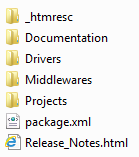 _htmresc
Documentation
Drivers
Middlewares
Projects
package.xml
Release_Notes.html